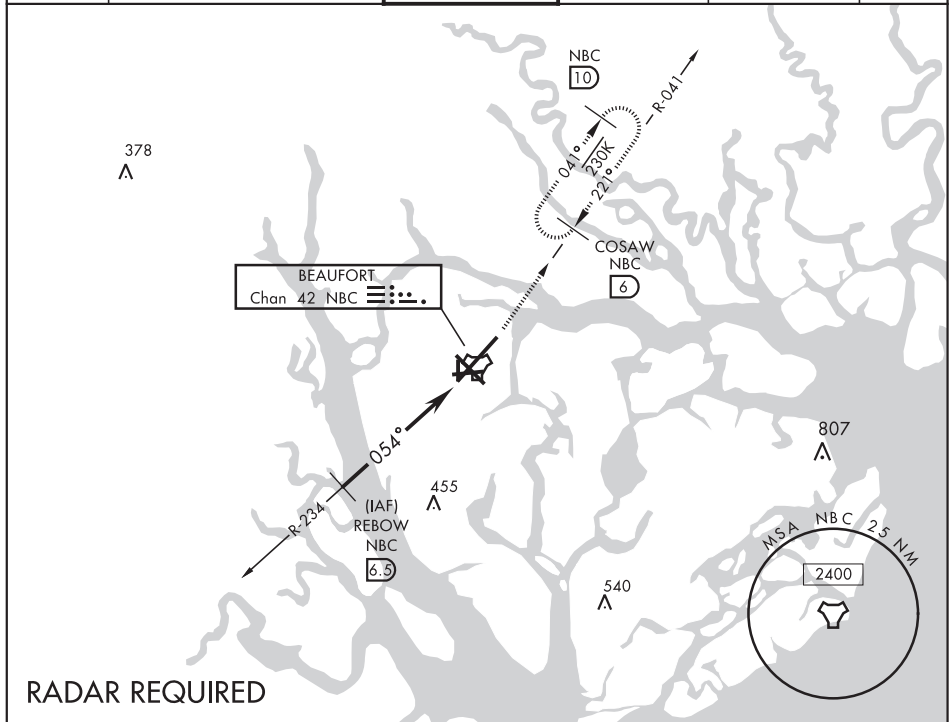 NBC
10
R-041
378
041°
230K
221°
COSAW
NBC
6
BEAUFORT
Chan 42 NBC
807
054°
455
(IAF)
REBOW
NBC
6.5
R-234
MSA NBC 25 NM
2400
540
RADAR REQUIRED